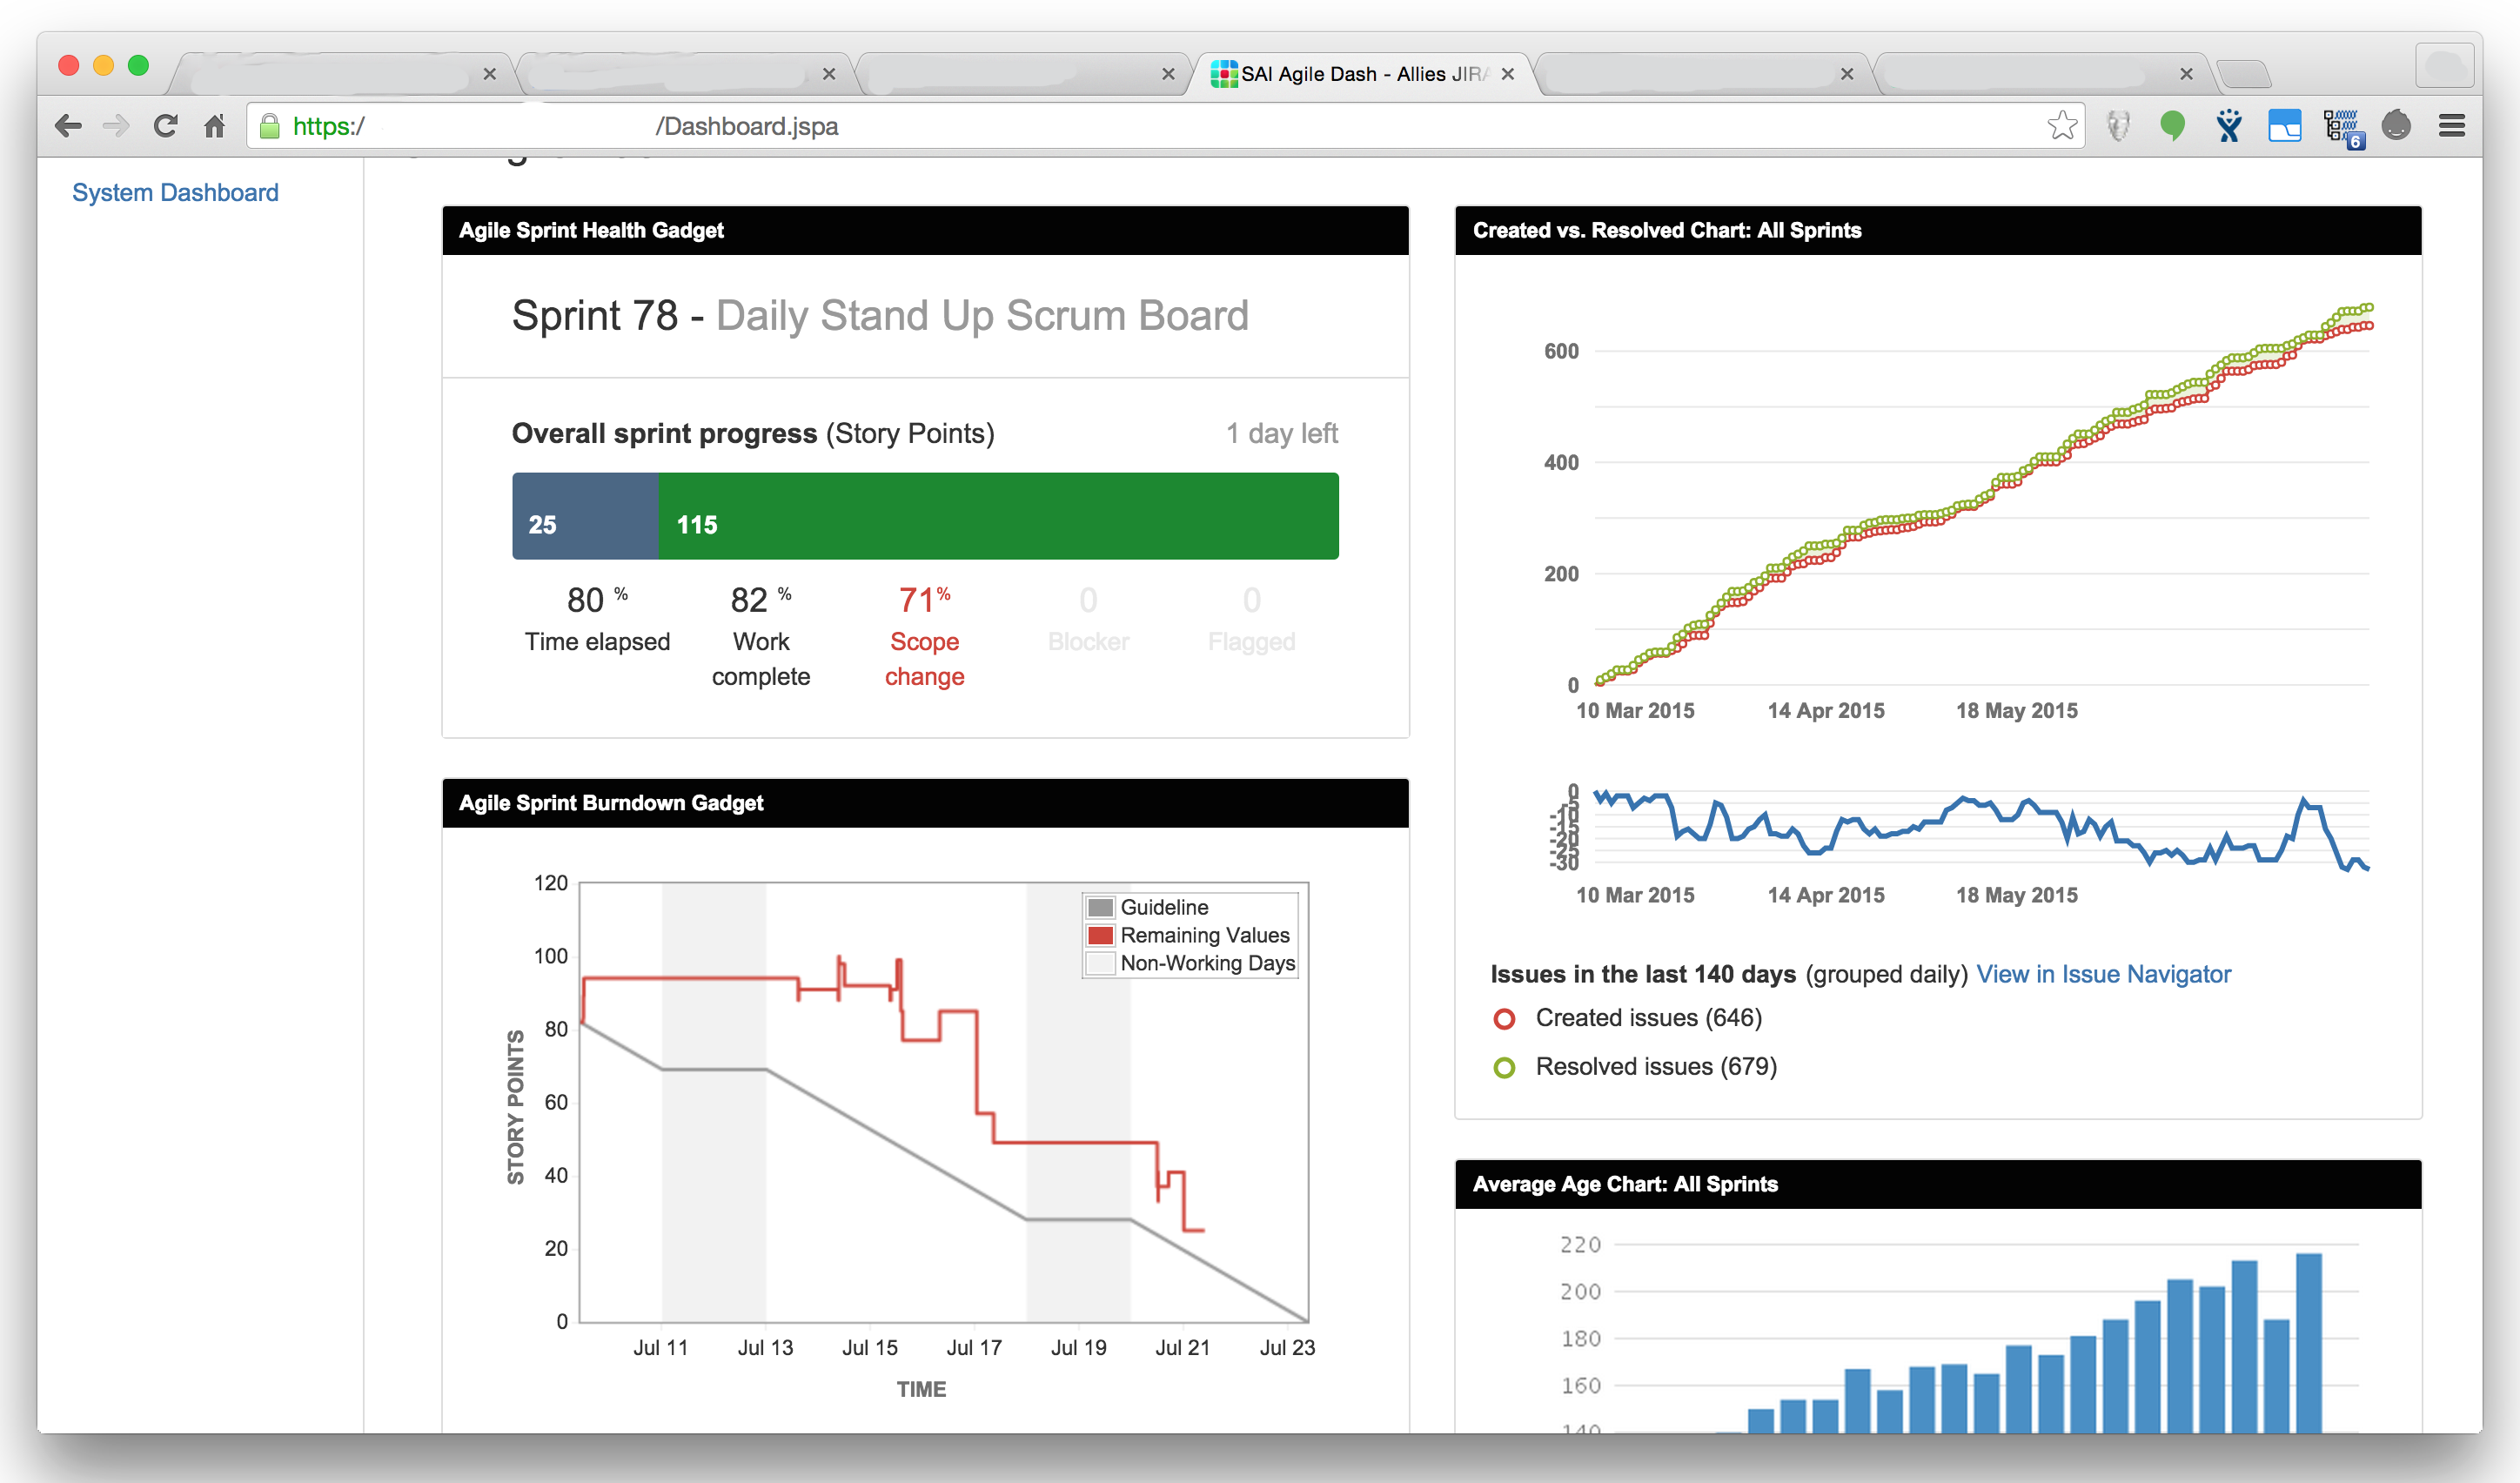 SAI Agile Dash - Allies JIRA
https:/ /Dashboard.jspa
6
System Dashboard
Agile Sprint Health Gadget
Sprint 78 - Daily Stand Up Scrum Board
Overall sprint progress (Story Points) 1 day left
25 115
80 % 82 % 71% 0 0
Time elapsed Work complete Scope change Blocker Flagged
Agile Sprint Burndown Gadget
120
100
80
60
40
20
0
STORY POINTS
Guideline
Remaining Values
Non-Working Days
Jul 11 Jul 13 Jul 15 Jul 17 Jul 19 Jul 21 Jul 23
TIME
Created vs. Resolved Chart: All Sprints
600
400
200
0
10 Mar 2015 14 Apr 2015 18 May 2015
0
-5
-10
-15
-20
-25
-30
10 Mar 2015 14 Apr 2015 18 May 2015
Issues in the last 140 days (grouped daily) View in Issue Navigator
Created issues (646)
Resolved issues (679)
Average Age Chart: All Sprints
220
200
180
160
140